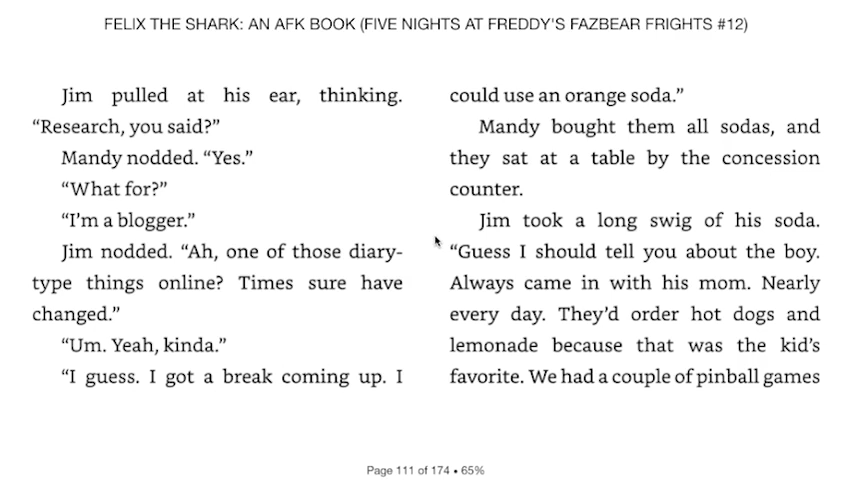 FELIX THE SHARK: AN AFK BOOK (FIVE NIGHTS AT FREDDY'S FAZBEAR FRIGHTS #12)
Jim pulled at his ear, thinking.
“Research, you said?”
Mandy nodded. “Yes.”
“What for?”
“I’m a blogger.”
Jim nodded. “Ah, one of those diary-
type things online? Times sure have
changed.”
“Um. Yeah, kinda.”
“I guess. I got a break coming up. I
could use an orange soda.”
Mandy bought them all sodas, and
they sat at a table by the concession
counter.
Jim took a long swig of his soda.
“Guess I should tell you about the boy.
Always came in with his mom. Nearly
every day. They’d order hot dogs and
lemonade because that was the kid’s
favorite. We had a couple of pinball games
Page 111 of 174 • 65%